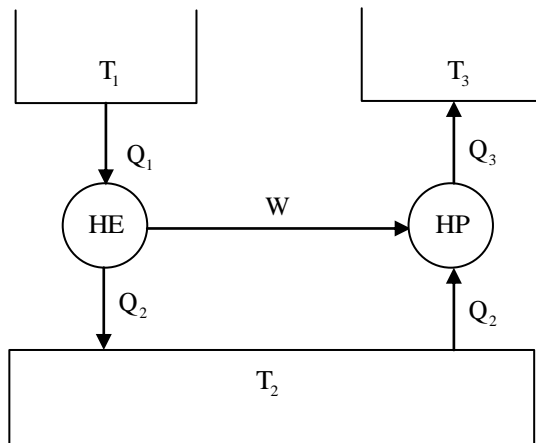 T₁ T₃
Q₁ Q₃
W
HE HP
Q₂ Q₂
T₂